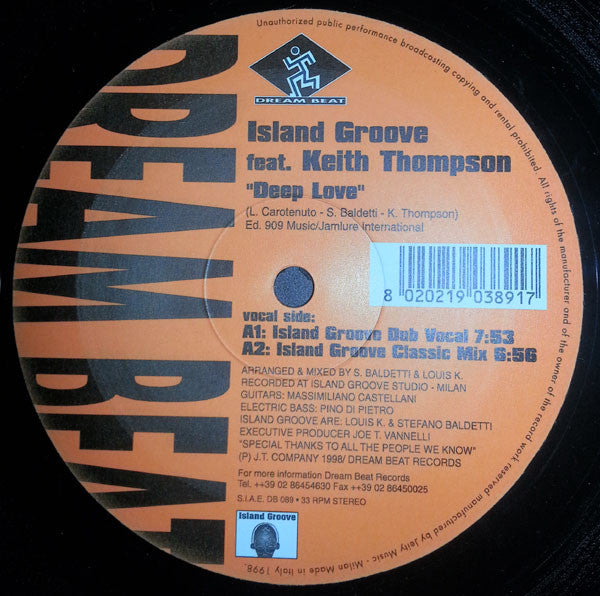 DREAM BEAT
Unauthorized public performance broadcasting copying and rental prohibited. All rights of the manufacturer and of the owner of the record work reserved manufactured by Jeity Music - Milan Made in Italy 1998.
DREAM BEAT
Island Groove
feat. Keith Thompson
"Deep Love"
(L. Carotenuto - S. Baldetti - K. Thompson)
Ed. 909 Music/Jamlure International
8 020219 038917
vocal side:
A1: Island Groove Dub Vocal 7:53
A2: Island Groove Classic Mix 6:56
ARRANGED & MIXED BY S. BALDETTI & LOUIS K.
RECORDED AT ISLAND GROOVE STUDIO - MILAN
GUITARS: MASSIMILIANO CASTELLANI
ELECTRIC BASS: PINO DI PIETRO
ISLAND GROOVE ARE: LOUIS K. & STEFANO BALDETTI
EXECUTIVE PRODUCER JOE T. VANNELLI
"SPECIAL THANKS TO ALL THE PEOPLE WE KNOW"
(P) J.T. COMPANY 1998/ DREAM BEAT RECORDS
For more information Dream Beat Records
Tel. ++39 02 86454630 Fax ++39 02 86450025
S.I.A.E. DB 089 • 33 RPM STEREO
Island Groove